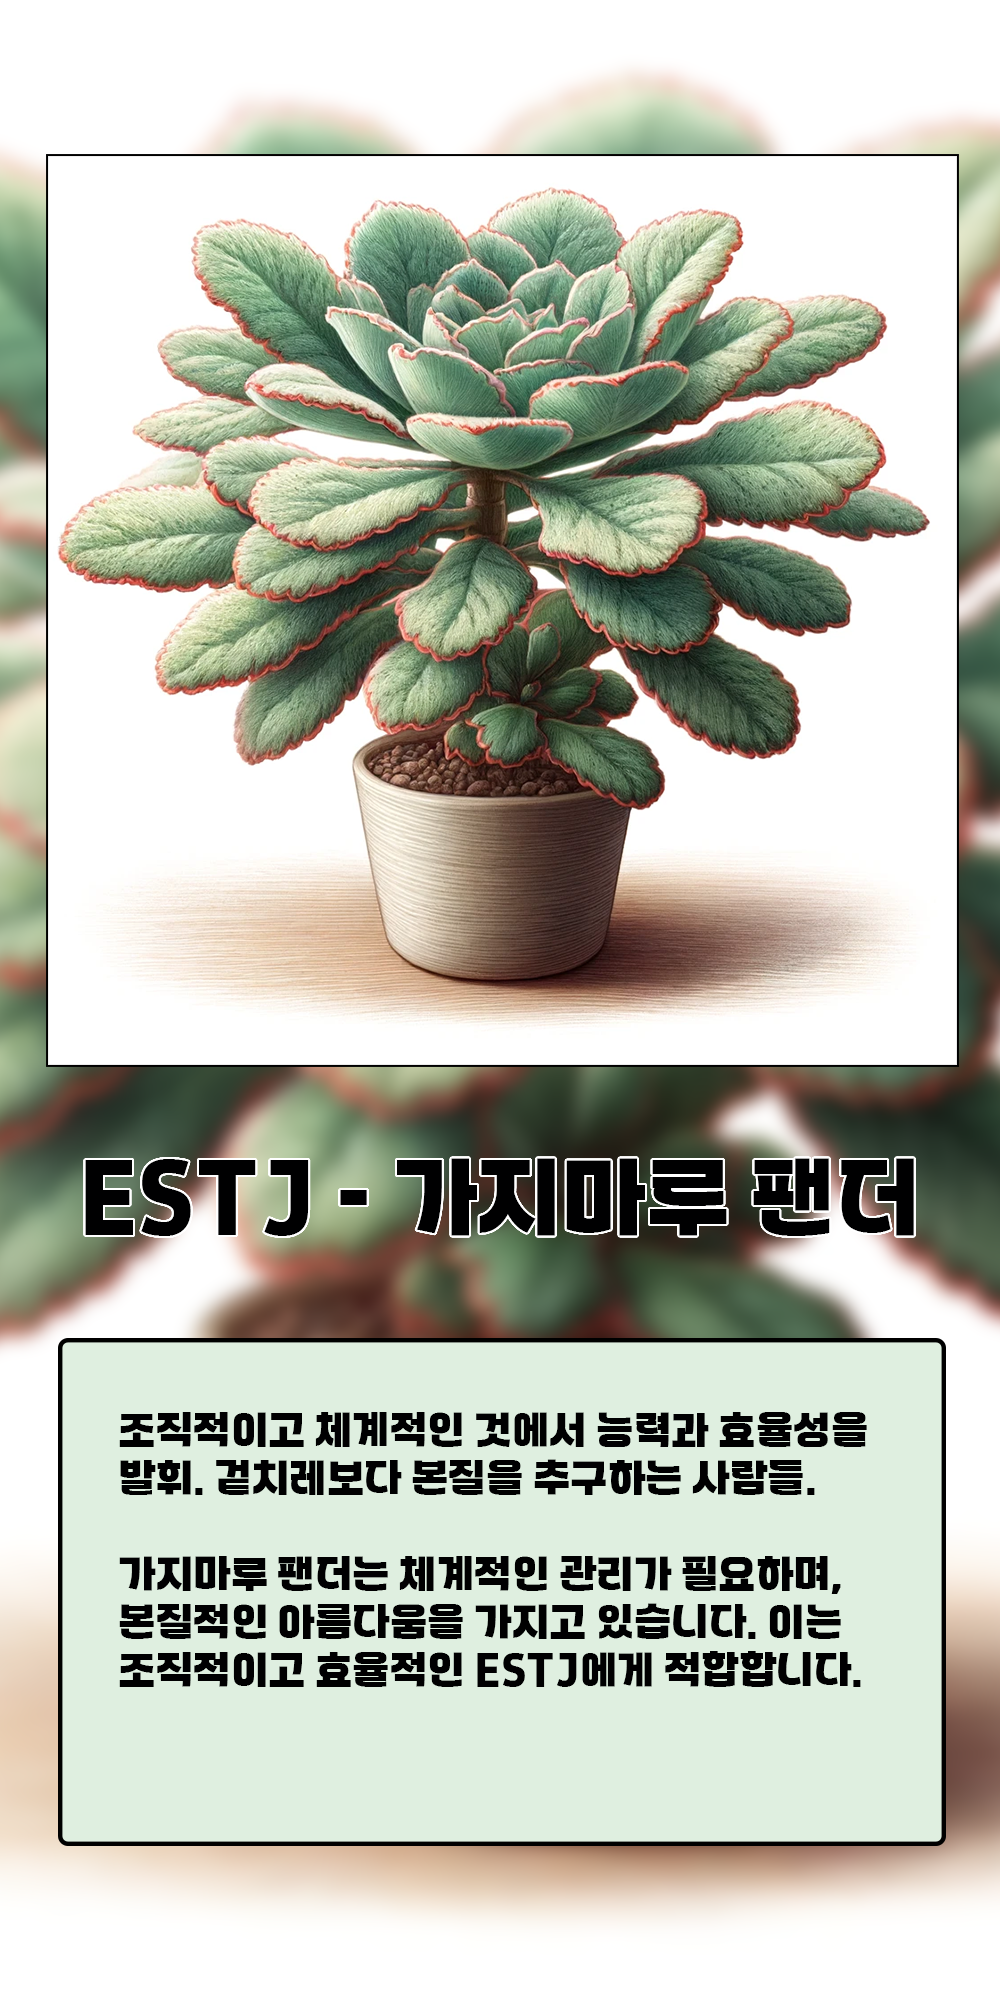 ESTJ - 가지마루 팬더
조직적이고 체계적인 것에서 능력과 효율성을
발휘. 겉치레보다 본질을 추구하는 사람들.
가지마루 팬더는 체계적인 관리가 필요하며,
본질적인 아름다움을 가지고 있습니다. 이는
조직적이고 효율적인 ESTJ에게 적합합니다.